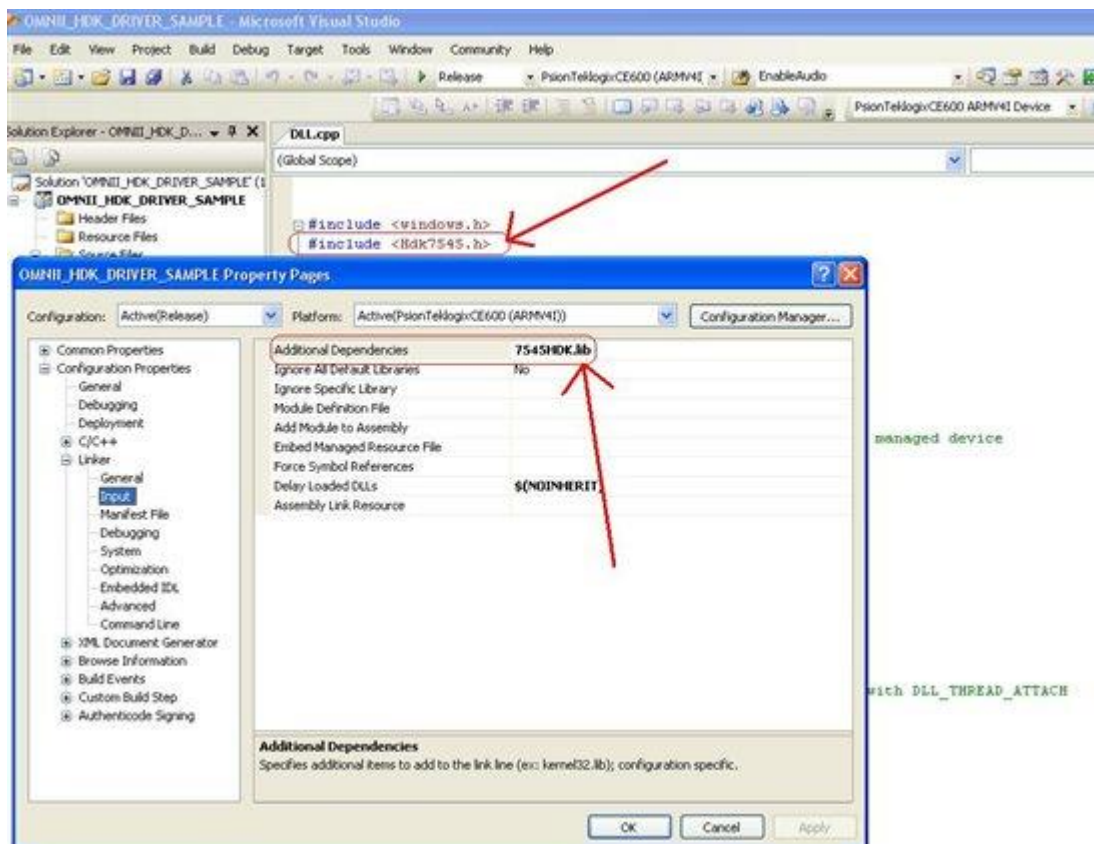 OMNII_HDK_DRIVER_SAMPLE - Microsoft Visual Studio
File Edit View Project Build Debug Target Tools Window Community Help
Release PsionTeklogixCE600 (ARMV4I EnableAudio
PsionTeklogixCE600 ARMV4I Device
Solution Explorer - OMNII_HDK_D...
DLL.cpp
(Global Scope)
Solution 'OMNII_HDK_DRIVER_SAMPLE' (1
OMNII_HDK_DRIVER_SAMPLE
Header Files
Resource Files
Source Files
#include <windows.h>
#include <Hdk7545.h>
OMNII_HDK_DRIVER_SAMPLE Property Pages
Configuration: Active(Release) Platform: Active(PsionTeklogixCE600 (ARMV4I)) Configuration Manager...
Common Properties
Configuration Properties
General
Debugging
Deployment
C/C++
Linker
General
Input
Manifest File
Debugging
System
Optimization
Embedded IDL
Advanced
Command Line
XML Document Generator
Browse Information
Build Events
Custom Build Step
Authenticode Signing
Additional Dependencies 7545HDK.lib
Ignore All Default Libraries No
Ignore Specific Library
Module Definition File
Add Module to Assembly
Embed Managed Resource File
Force Symbol References
Delay Loaded DLLs $(NOINHERIT)
Assembly Link Resource
managed device
with DLL_THREAD_ATTACH
Additional Dependencies
Specifies additional items to add to the link line (ex: kernel32.lib); configuration specific.
OK Cancel Apply